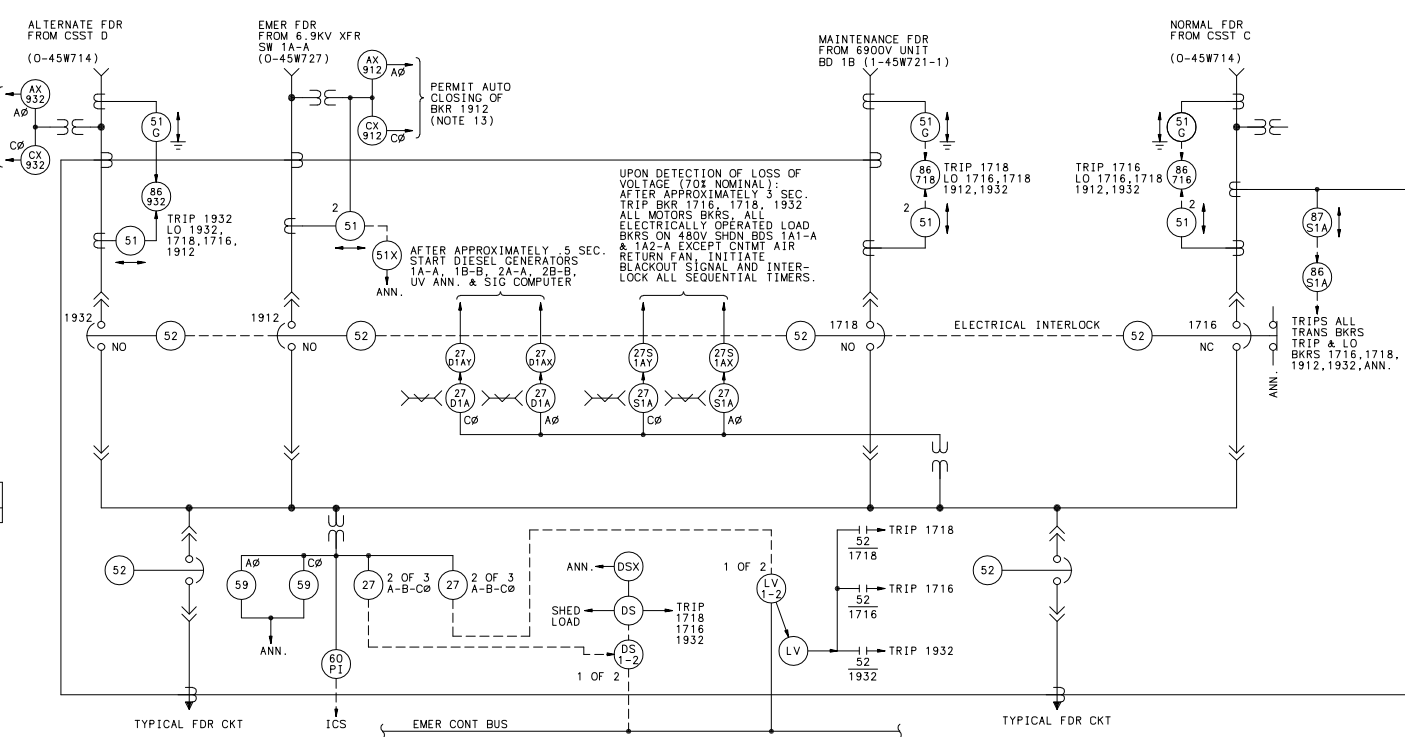 ALTERNATE FDR
FROM CSST D
(0-45W714)
EMER FDR
FROM 6.9KV XFR
SW 1A-A
(0-45W727)
MAINTENANCE FDR
FROM 6900V UNIT
BD 1B (1-45W721-1)
NORMAL FDR
FROM CSST C
(0-45W714)
AX
932
AØ
CØ
CX
932
51
G
86
932
TRIP 1932
LO 1932,
1718,1716,
1912
51
AX
912
AØ
CX
912
CØ
PERMIT AUTO
CLOSING OF
BKR 1912
(NOTE 13)
2
51
51X
ANN.
AFTER APPROXIMATELY .5 SEC.
START DIESEL GENERATORS
1A-A, 1B-B, 2A-A, 2B-B,
UV ANN. & SIG COMPUTER
UPON DETECTION OF LOSS OF
VOLTAGE (70% NOMINAL):
AFTER APPROXIMATELY 3 SEC.
TRIP BKR 1716, 1718, 1932
ALL MOTORS BKRS, ALL
ELECTRICALLY OPERATED LOAD
BKRS ON 480V SHDN BDS 1A1-A
& 1A2-A EXCEPT CNTMT AIR
RETURN FAN, INITIATE
BLACKOUT SIGNAL AND INTER-
LOCK ALL SEQUENTIAL TIMERS.
51
G
86
718
TRIP 1718
LO 1716,1718
1912,1932
2
51
TRIP 1716
LO 1716,1718
1912,1932
51
G
86
716
2
51
87
S1A
86
S1A
TRIPS ALL
TRANS BKRS
TRIP & LO
BKRS 1716,1718,
1912,1932,ANN.
ANN.
1932
NO
52
1912
NO
52
52
1718
NO
ELECTRICAL INTERLOCK
52
1716
NC
27
D1AY
27
D1AX
27S
1AY
27S
1AX
27
D1A
CØ
27
D1A
AØ
27
S1A
CØ
27
S1A
AØ
52
TYPICAL FDR CKT
AØ
59
CØ
59
ANN.
60
PI
ICS
27
2 OF 3
A-B-CØ
27
2 OF 3
A-B-CØ
ANN.
DSX
SHED
LOAD
DS
TRIP
1718
1716
1932
DS
1-2
1 OF 2
1 OF 2
LV
1-2
LV
TRIP 1718
52
1718
TRIP 1716
52
1716
TRIP 1932
52
1932
52
TYPICAL FDR CKT
EMER CONT BUS